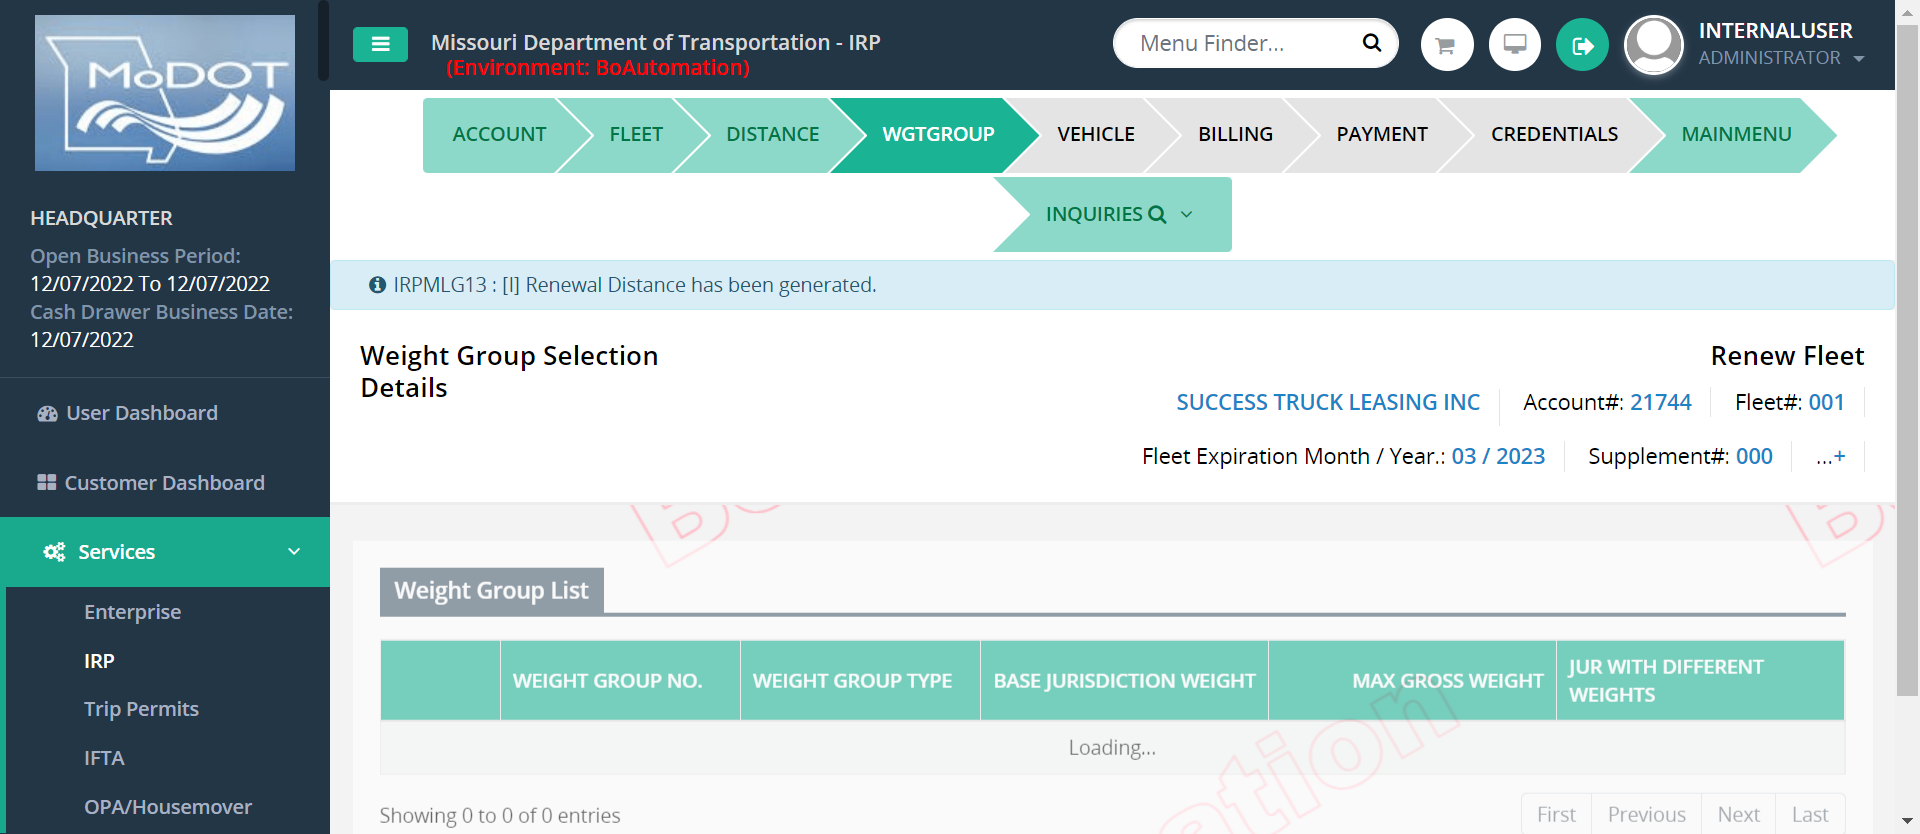 MoDOT
Missouri Department of Transportation - IRP
(Environment: BoAutomation)
Menu Finder...
INTERNALUSER
ADMINISTRATOR
HEADQUARTER
Open Business Period:
12/07/2022 To 12/07/2022
Cash Drawer Business Date:
12/07/2022
User Dashboard
Customer Dashboard
Services
Enterprise
IRP
Trip Permits
IFTA
OPA/Housemover
ACCOUNT
FLEET
DISTANCE
WGTGROUP
VEHICLE
BILLING
PAYMENT
CREDENTIALS
MAINMENU
INQUIRIES
IRPMLG13 : [I] Renewal Distance has been generated.
Weight Group Selection
Details
Renew Fleet
SUCCESS TRUCK LEASING INC Account#: 21744 Fleet#: 001
Fleet Expiration Month / Year.: 03 / 2023 Supplement#: 000 ...+
Weight Group List
WEIGHT GROUP NO. WEIGHT GROUP TYPE BASE JURISDICTION WEIGHT MAX GROSS WEIGHT JUR WITH DIFFERENT
WEIGHTS
Loading...
Showing 0 to 0 of 0 entries
First Previous Next Last